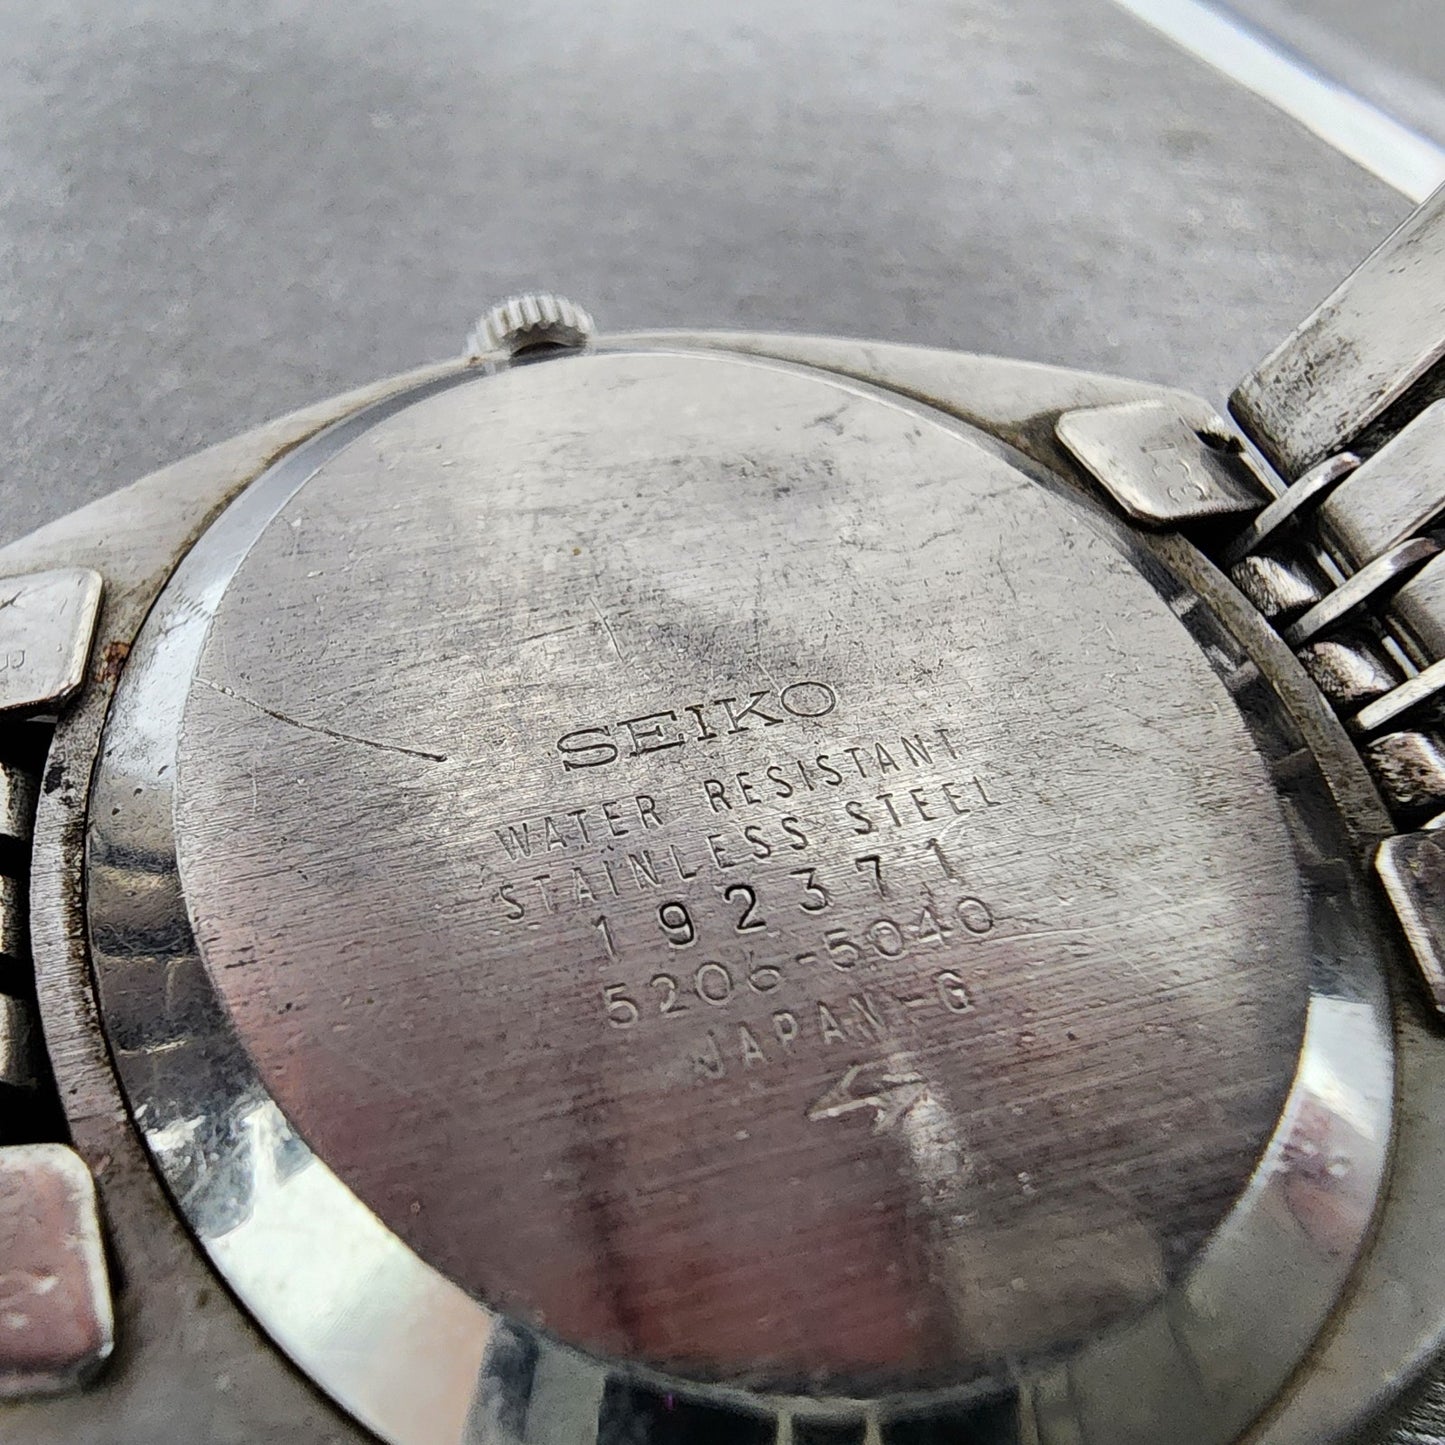 SEIKO
WATER RESISTANT
STAINLESS STEEL
192371
5206-5040
JAPAN-G